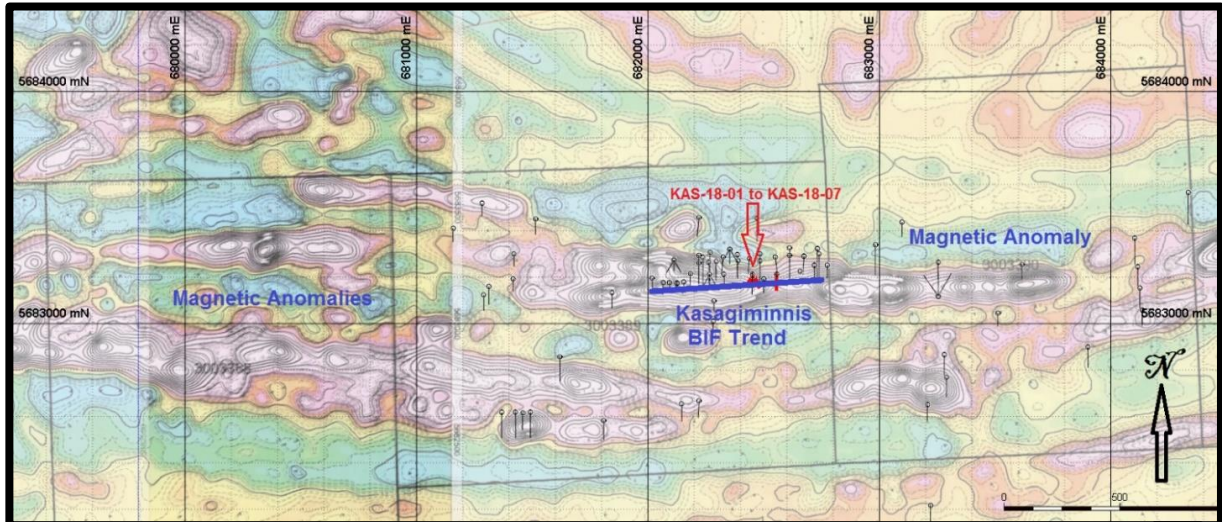 680000 mE
681000 mE
682000 mE
683000 mE
684000 mE
5684000 mN
5684000 mN
KAS-18-01 to KAS-18-07
Magnetic Anomaly
Magnetic Anomalies
Kasagiminnis
BIF Trend
5683000 mN
5683000 mN
3003389
3003388
N
0
500